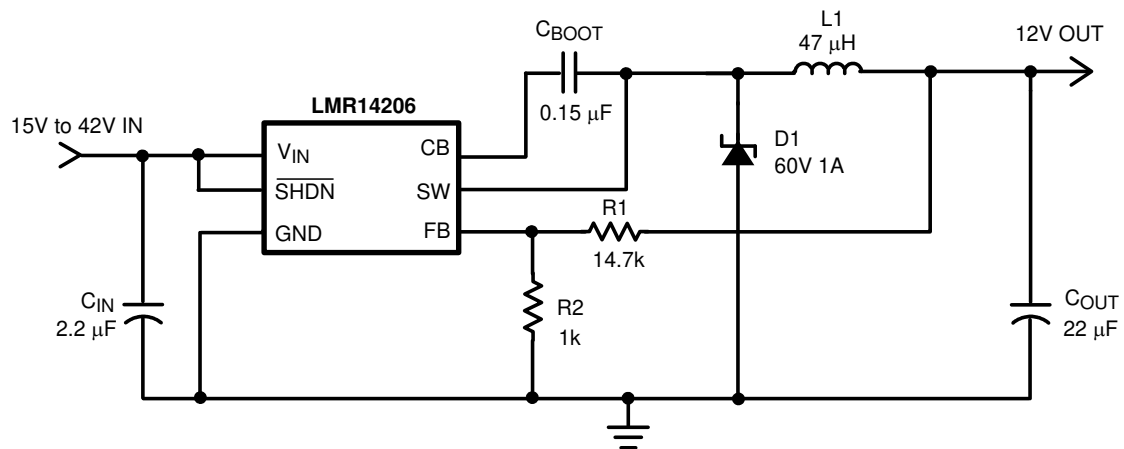 L1
47 μH
12V OUT
CBOOT
0.15 μF
LMR14206
15V to 42V IN
VIN
CB
SHDN
SW
GND
FB
D1
60V 1A
R1
14.7k
R2
1k
CIN
2.2 μF
COUT
22 μF